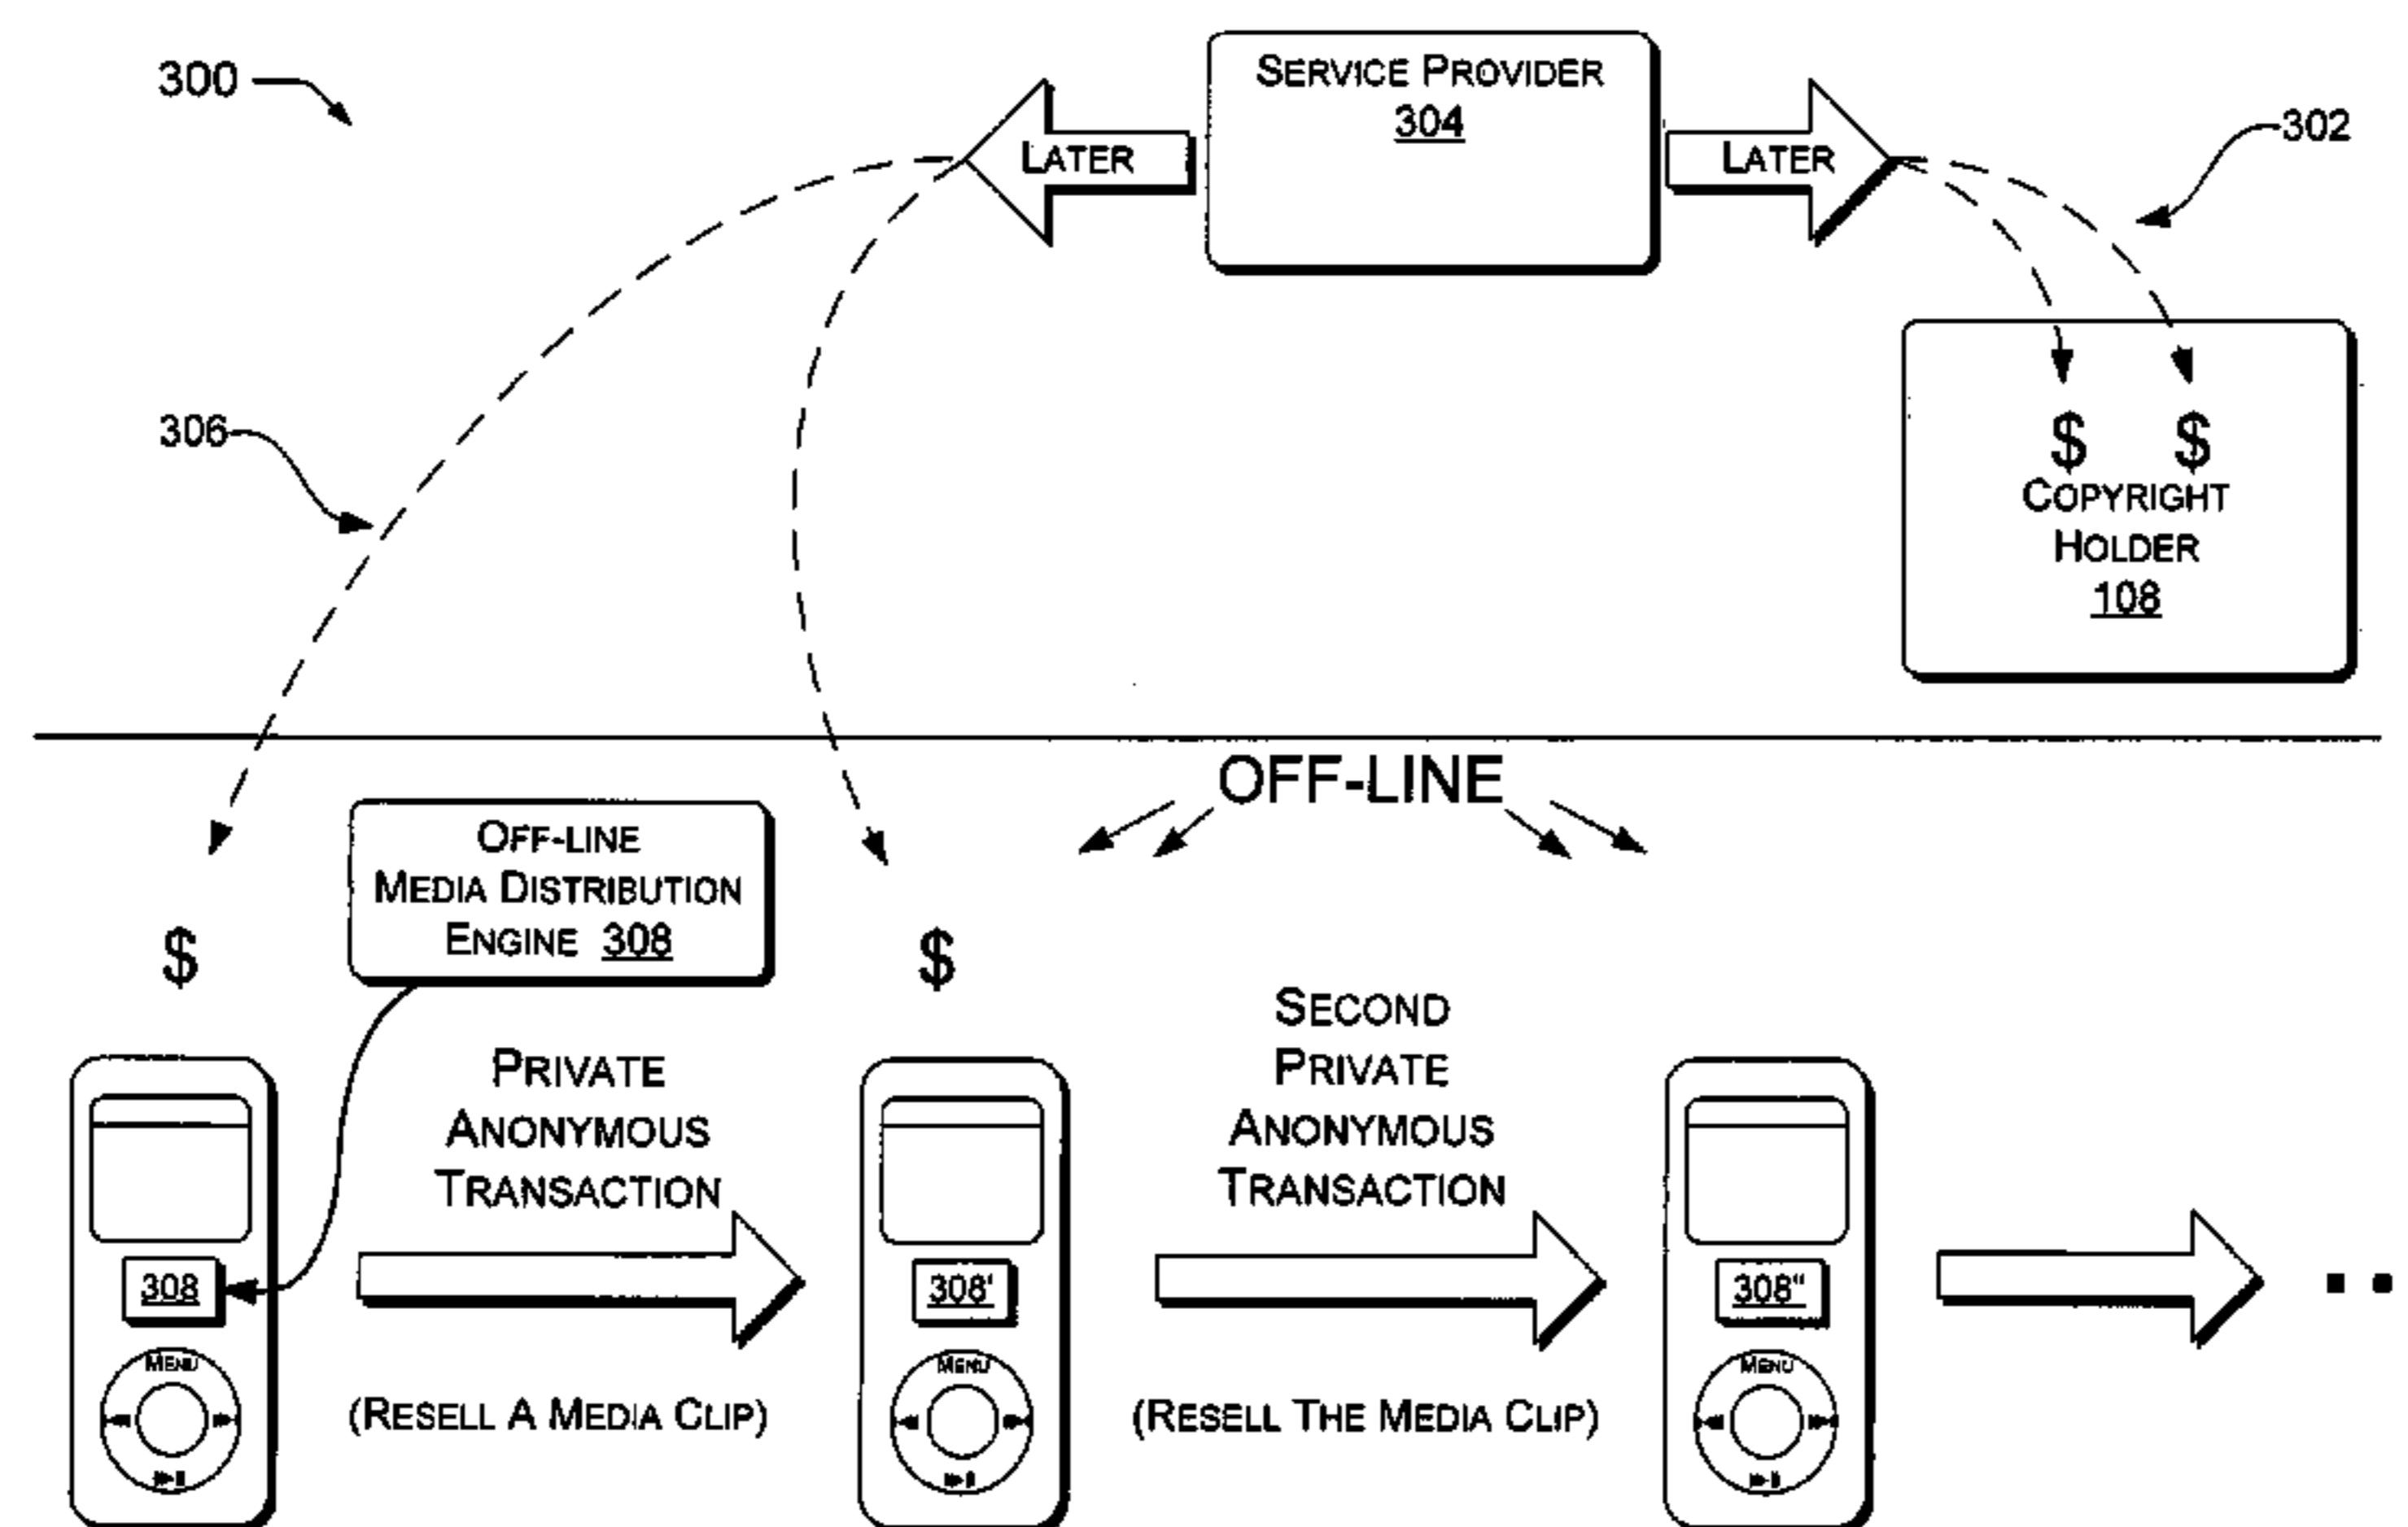 300
SERVICE PROVIDER
304
LATER
LATER
302
306
$ $
COPYRIGHT
HOLDER
108
OFF-LINE
OFF-LINE
MEDIA DISTRIBUTION
ENGINE 308
$
$
PRIVATE
ANONYMOUS
TRANSACTION
SECOND
PRIVATE
ANONYMOUS
TRANSACTION
308
308'
308"
MENU
MENU
MENU
(RESELL A MEDIA CLIP)
(RESELL THE MEDIA CLIP)